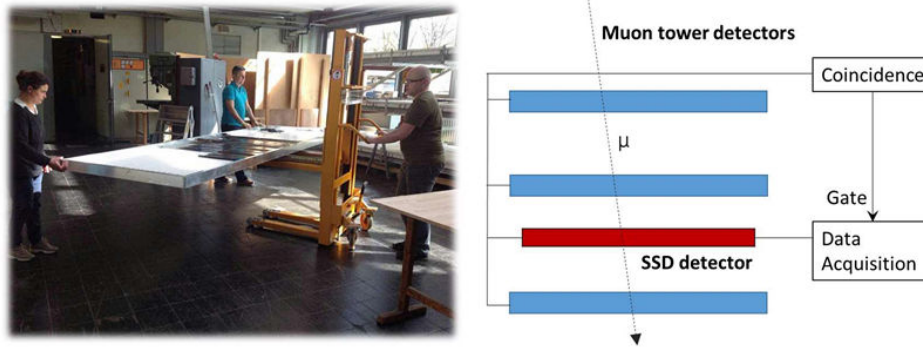 Muon tower detectors
Coincidence
μ
Gate
SSD detector
Data
Acquisition